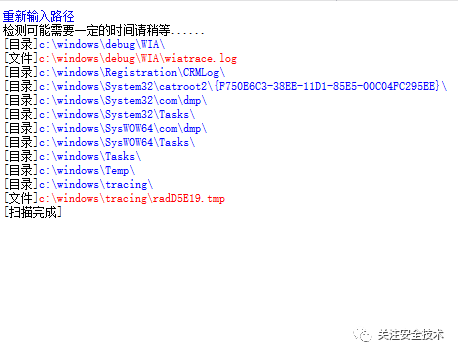 重新输入路径
检测可能需要一定的时间请稍等......
[目录]c:\windows\debug\WIA\
[文件]c:\windows\debug\WIA\wiatrace.log
[目录]c:\windows\Registration\CRMLog\
[目录]c:\windows\System32\catroot2\{F750E6C3-38EE-11D1-85E5-00C04FC295EE}\
[目录]c:\windows\System32\com\dmp\
[目录]c:\windows\System32\Tasks\
[目录]c:\windows\SysWOW64\com\dmp\
[目录]c:\windows\SysWOW64\Tasks\
[目录]c:\windows\Tasks\
[目录]c:\windows\Temp\
[目录]c:\windows\tracing\
[文件]c:\windows\tracing\radD5E19.tmp
[扫描完成]
关注安全技术